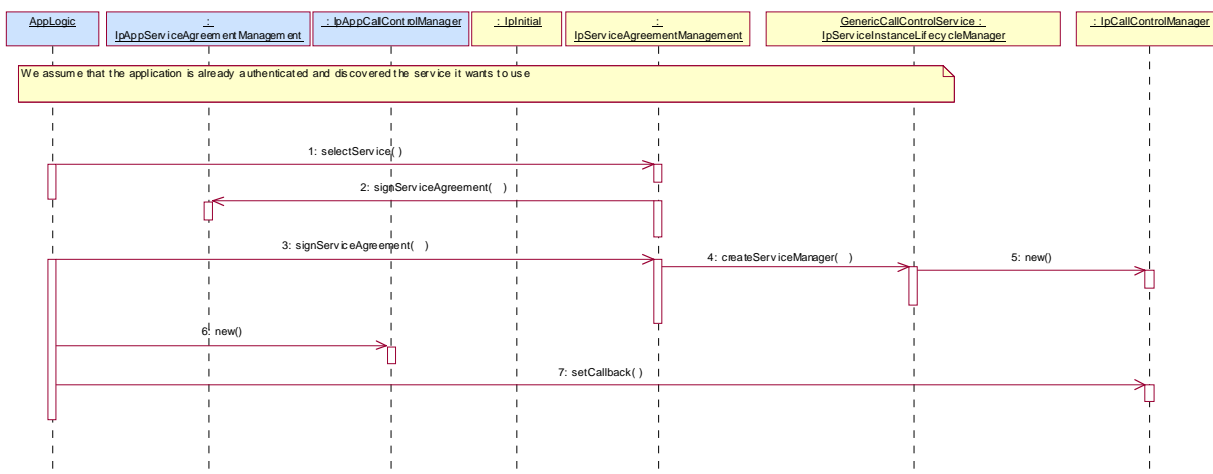 AppLogic
:
IpAppServiceAgreementManagement
: IpAppCallControlManager
: IpInitial
:
IpServiceAgreementManagement
GenericCallControlService :
IpServiceInstanceLifecycleManager
: IpCallControlManager
We assume that the application is already authenticated and discovered the service it wants to use
1: selectService( )
2: signServiceAgreement( )
3: signServiceAgreement( )
4: createServiceManager( )
5: new()
6: new()
7: setCallback( )